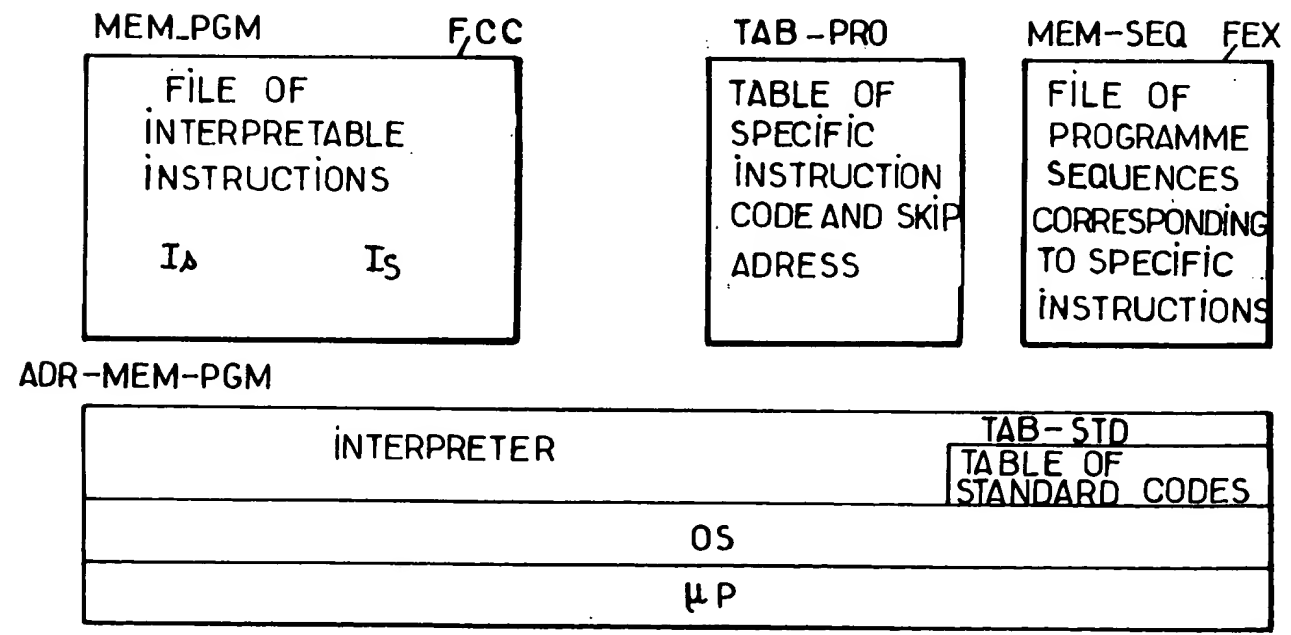 MEM_PGM
FCC
FILE OF
INTERPRETABLE
INSTRUCTIONS
Is
IS
TAB-PRO
TABLE OF
SPECIFIC
INSTRUCTION
CODE AND SKIP
ADRESS
MEM-SEQ
FEX
FILE OF
PROGRAMME
SEQUENCES
CORRESPONDING
TO SPECIFIC
INSTRUCTIONS
ADR-MEM-PGM
INTERPRETER
TAB-STD
TABLE OF
STANDARD CODES
OS
µP